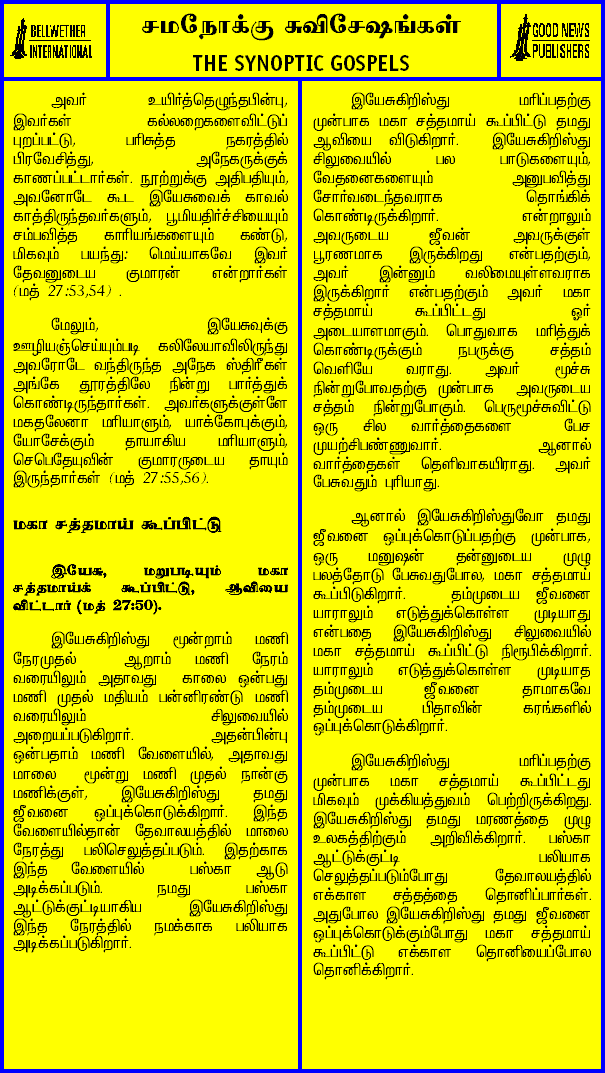 BELLWETHER
INTERNATIONAL
சமநோக்கு சுவிசேஷங்கள்
THE SYNOPTIC GOSPELS
GOOD NEWS
PUBLISHERS
அவர் உயிர்த்தெழுந்தபின்பு,
இவர்கள் கல்லறைகளைவிட்டுப்
புறப்பட்டு, பரிசுத்த நகரத்தில்
பிரவேசித்து, அநேகருக்குக்
காணப்பட்டார்கள். நூற்றுக்கு அதிபதியும்,
அவனோடே கூட இயேசுவைக் காவல்
காத்திருந்தவர்களும், பூமியதிர்ச்சியையும்
சம்பவித்த காரியங்களையும் கண்டு,
மிகவும் பயந்து: மெய்யாகவே இவர்
தேவனுடைய குமாரன் என்றார்கள்
(மத் 27:53,54) .
மேலும், இயேசுவுக்கு
ஊழியஞ்செய்யும்படி கலிலேயாவிலிருந்து
அவரோடே வந்திருந்த அநேக ஸ்திரீகள்
அங்கே தூரத்திலே நின்று பார்த்துக்
கொண்டிருந்தார்கள். அவர்களுக்குள்ளே
மகதலேனா மரியாளும், யாக்கோபுக்கும்,
யோசேக்கும் தாயாகிய மரியாளும்,
செபெதேயுவின் குமாரருடைய தாயும்
இருந்தார்கள் (மத் 27:55,56).
மகா சத்தமாய் கூப்பிட்டு
இயேசு, மறுபடியும் மகா
சத்தமாய்க் கூப்பிட்டு, ஆவியை
விட்டார் (மத் 27:50).
இயேசுகிறிஸ்து மூன்றாம் மணி
நேரமுதல் ஆறாம் மணி நேரம்
வரையிலும் அதாவது காலை ஒன்பது
மணி முதல் மதியம் பன்னிரண்டு மணி
வரையிலும் சிலுவையில்
அறையப்படுகிறார். அதன்பின்பு
ஒன்பதாம் மணி வேளையில், அதாவது
மாலை மூன்று மணி முதல் நான்கு
மணிக்குள், இயேசுகிறிஸ்து தமது
ஜீவனை ஒப்புக்கொடுக்கிறார். இந்த
வேளையில்தான் தேவாலயத்தில் மாலை
நேரத்து பலிசெலுத்தப்படும். இதற்காக
இந்த வேளையில் பஸ்கா ஆடு
அடிக்கப்படும். நமது பஸ்கா
ஆட்டுக்குட்டியாகிய இயேசுகிறிஸ்து
இந்த நேரத்தில் நமக்காக பலியாக
அடிக்கப்படுகிறார்.
இயேசுகிறிஸ்து மரிப்பதற்கு
முன்பாக மகா சத்தமாய் கூப்பிட்டு தமது
ஆவியை விடுகிறார். இயேசுகிறிஸ்து
சிலுவையில் பல பாடுகளையும்,
வேதனைகளையும் அனுபவித்து
சோர்வடைந்தவராக தொங்கிக்
கொண்டிருக்கிறார். என்றாலும்
அவருடைய ஜீவன் அவருக்குள்
பூரணமாக இருக்கிறது என்பதற்கும்,
அவர் இன்னும் வலிமையுள்ளவராக
இருக்கிறார் என்பதற்கும் அவர் மகா
சத்தமாய் கூப்பிட்டது ஓர்
அடையாளமாகும். பொதுவாக மரித்துக்
கொண்டிருக்கும் நபருக்கு சத்தம்
வெளியே வராது. அவர் மூச்சு
நின்றுபோவதற்கு முன்பாக அவருடைய
சத்தம் நின்றுபோகும். பெருமூச்சுவிட்டு
ஒரு சில வார்த்தைகளை பேச
முயற்சிபண்ணுவார். ஆனால்
வார்த்தைகள் தெளிவாகயிராது. அவர்
பேசுவதும் புரியாது.
ஆனால் இயேசுகிறிஸ்துவோ தமது
ஜீவனை ஒப்புக்கொடுப்பதற்கு முன்பாக,
ஒரு மனுஷன் தன்னுடைய முழு
பலத்தோடு பேசுவதுபோல, மகா சத்தமாய்
கூப்பிடுகிறார். தம்முடைய ஜீவனை
யாராலும் எடுத்துக்கொள்ள முடியாது
என்பதை இயேசுகிறிஸ்து சிலுவையில்
மகா சத்தமாய் கூப்பிட்டு நிரூபிக்கிறார்.
யாராலும் எடுத்துக்கொள்ள முடியாத
தம்முடைய ஜீவனை தாமாகவே
தம்முடைய பிதாவின் கரங்களில்
ஒப்புக்கொடுக்கிறார்.
இயேசுகிறிஸ்து மரிப்பதற்கு
முன்பாக மகா சத்தமாய் கூப்பிட்டது
மிகவும் முக்கியத்துவம் பெற்றிருக்கிறது.
இயேசுகிறிஸ்து தமது மரணத்தை முழு
உலகத்திற்கும் அறிவிக்கிறார். பஸ்கா
ஆட்டுக்குட்டி பலியாக
செலுத்தப்படும்போது தேவாலயத்தில்
எக்காள சத்தத்தை தொனிப்பார்கள்.
அதுபோல இயேசுகிறிஸ்து தமது ஜீவனை
ஒப்புக்கொடுக்கும்போது மகா சத்தமாய்
கூப்பிட்டு எக்காள தொனியைப்போல
தொனிக்கிறார்.